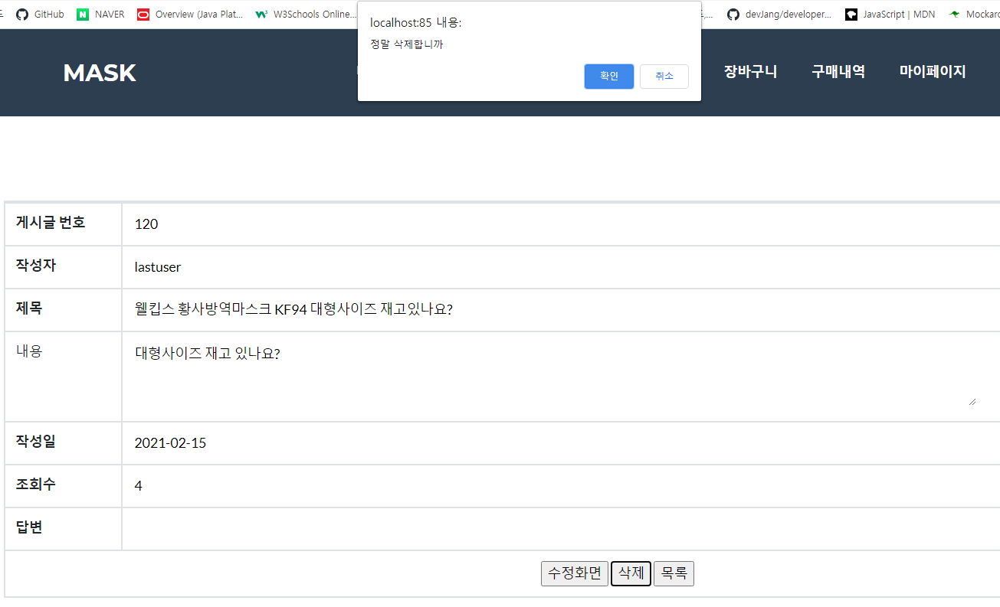 GitHub NAVER Overview (Java Plat... W3Schools Online... devJang/developer... JavaScript | MDN
localhost:85 내용:
정말 삭제합니까
확인 취소
MASK 장바구니 구매내역 마이페이지
게시글 번호 120
작성자 lastuser
제목 웰킵스 황사방역마스크 KF94 대형사이즈 재고있나요?
내용 대형사이즈 재고 있나요?
작성일 2021-02-15
조회수 4
답변
수정화면 삭제 목록